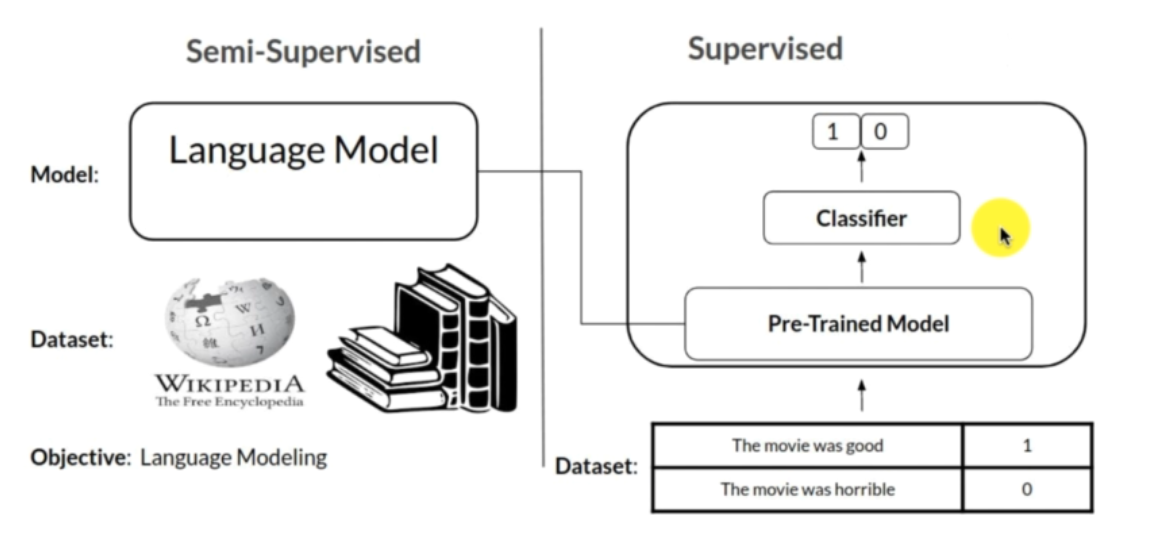 Semi-Supervised
Model:
Language Model
Dataset:
Ω W И 7
WIKIPEDIA
The Free Encyclopedia
Objective: Language Modeling
Supervised
1 0
Classifier
Pre-Trained Model
Dataset:
The movie was good 1
The movie was horrible 0